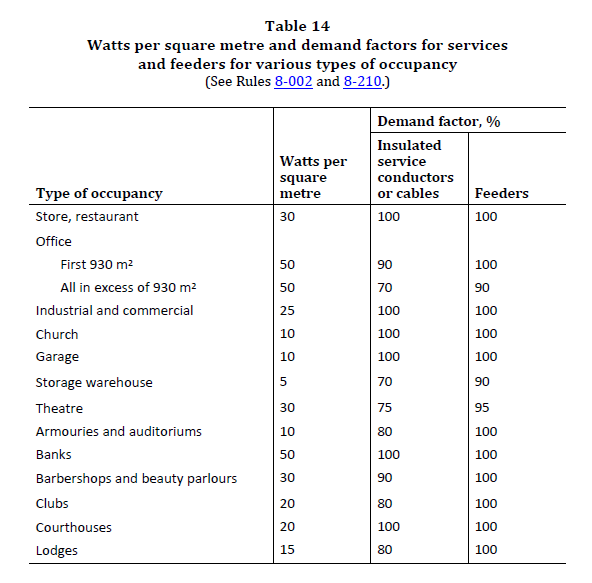 Table 14
Watts per square metre and demand factors for services
and feeders for various types of occupancy
(See Rules 8-002 and 8-210.)
Demand factor, %
Type of occupancy Watts per square metre Insulated service conductors or cables Feeders
Store, restaurant 30 100 100
Office
First 930 m² 50 90 100
All in excess of 930 m² 50 70 90
Industrial and commercial 25 100 100
Church 10 100 100
Garage 10 100 100
Storage warehouse 5 70 90
Theatre 30 75 95
Armouries and auditoriums 10 80 100
Banks 50 100 100
Barbershops and beauty parlours 30 90 100
Clubs 20 80 100
Courthouses 20 100 100
Lodges 15 80 100